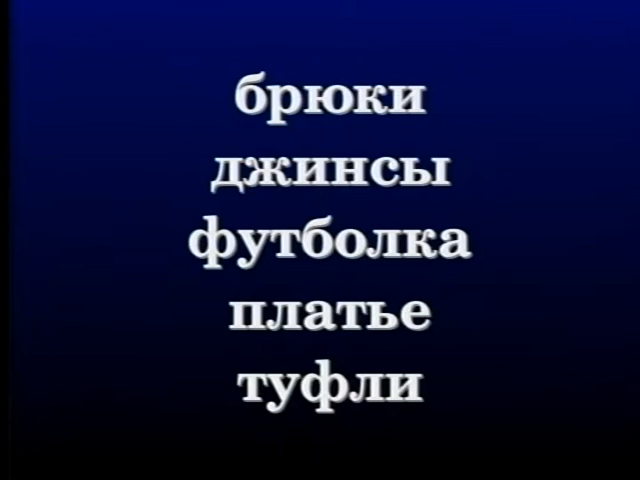 брюки
джинсы
футболка
платье
туфли